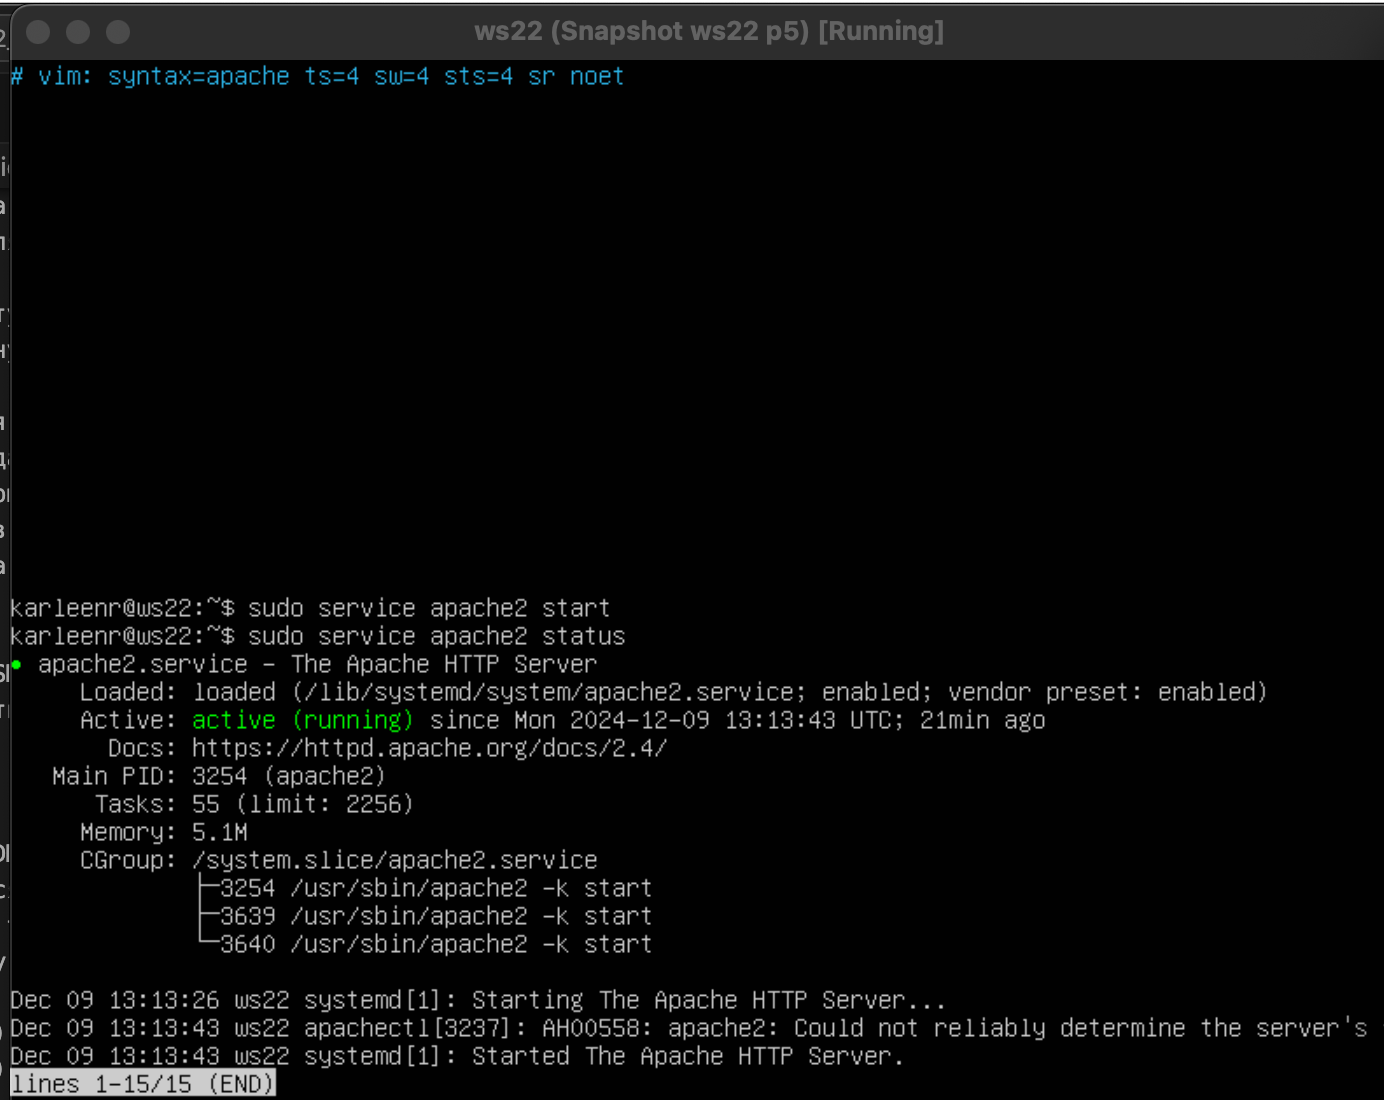 ws22 (Snapshot ws22 p5) [Running]
# vim: syntax=apache ts=4 sw=4 sts=4 sr noet
karleenr@ws22:~$ sudo service apache2 start
karleenr@ws22:~$ sudo service apache2 status
● apache2.service - The Apache HTTP Server
Loaded: loaded (/lib/systemd/system/apache2.service; enabled; vendor preset: enabled)
Active: active (running) since Mon 2024-12-09 13:13:43 UTC; 21min ago
Docs: https://httpd.apache.org/docs/2.4/
Main PID: 3254 (apache2)
Tasks: 55 (limit: 2256)
Memory: 5.1M
CGroup: /system.slice/apache2.service
├─3254 /usr/sbin/apache2 -k start
├─3639 /usr/sbin/apache2 -k start
└─3640 /usr/sbin/apache2 -k start
Dec 09 13:13:26 ws22 systemd[1]: Starting The Apache HTTP Server...
Dec 09 13:13:43 ws22 apachectl[3237]: AH00558: apache2: Could not reliably determine the server's
Dec 09 13:13:43 ws22 systemd[1]: Started The Apache HTTP Server.
lines 1-15/15 (END)